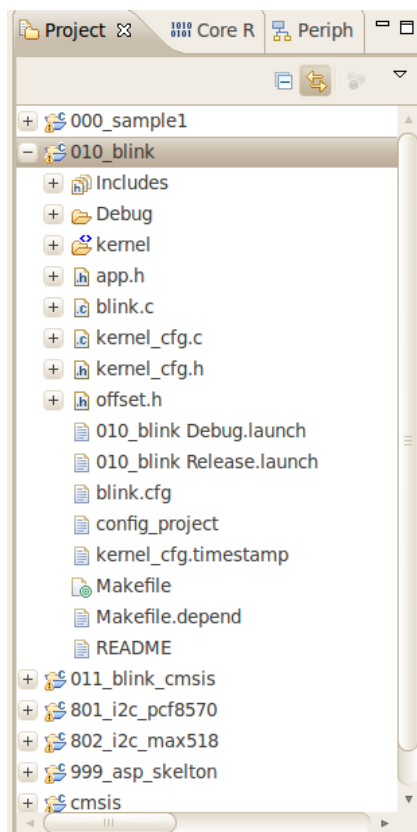 Project Core R Periph
000_sample1
010_blink
Includes
Debug
kernel
app.h
blink.c
kernel_cfg.c
kernel_cfg.h
offset.h
010_blink Debug.launch
010_blink Release.launch
blink.cfg
config_project
kernel_cfg.timestamp
Makefile
Makefile.depend
README
011_blink_cmsis
801_i2c_pcf8570
802_i2c_max518
999_asp_skelton
cmsis